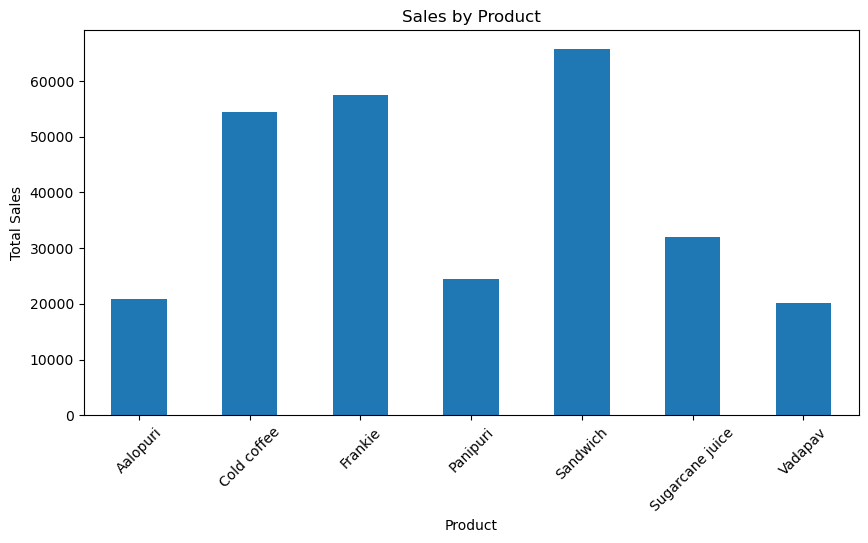 Sales by Product
Total Sales
60000
50000
40000
30000
20000
10000
0
Aalopuri
Cold coffee
Frankie
Panipuri
Sandwich
Sugarcane juice
Vadapav
Product